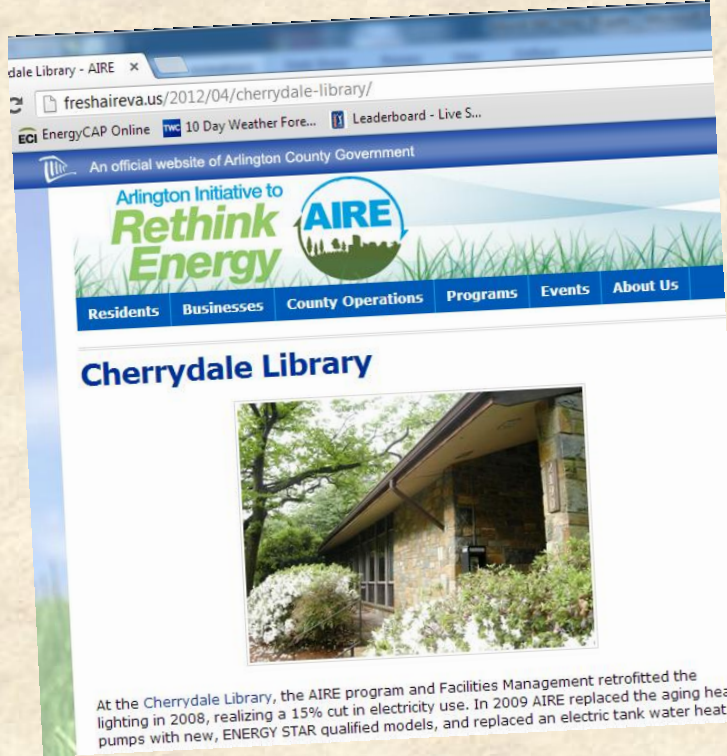 dale Library - AIRE ×
freshaireva.us/2012/04/cherrydale-library/
ECI EnergyCAP Online TWC 10 Day Weather Fore... Leaderboard - Live S...
An official website of Arlington County Government
Arlington Initiative to
Rethink
Energy
AIRE
Residents Businesses County Operations Programs Events About Us
Cherrydale Library
At the Cherrydale Library, the AIRE program and Facilities Management retrofitted the
lighting in 2008, realizing a 15% cut in electricity use. In 2009 AIRE replaced the aging hea
pumps with new, ENERGY STAR qualified models, and replaced an electric tank water heat